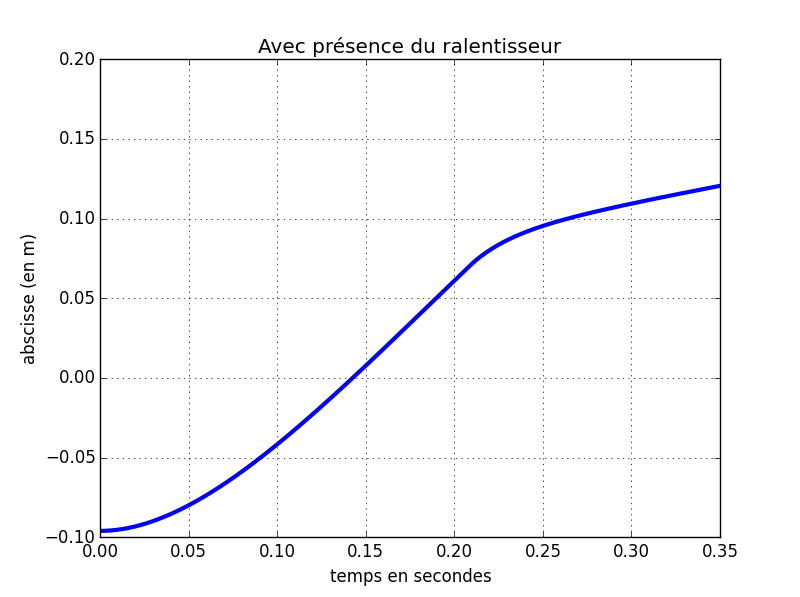 Avec présence du ralentisseur
0.20
0.15
0.10
0.05
0.00
−0.05
−0.10
abscisse (en m)
0.00 0.05 0.10 0.15 0.20 0.25 0.30 0.35
temps en secondes